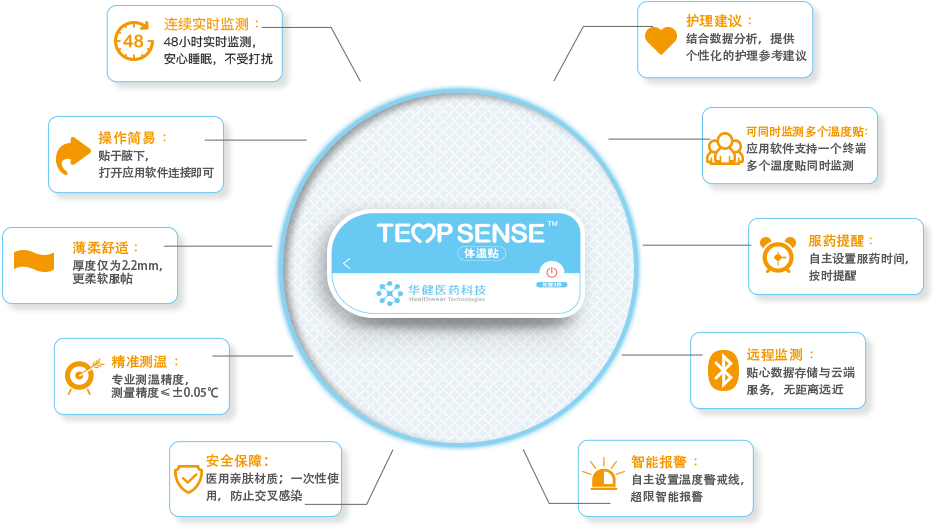 连续实时监测：
48
48小时实时监测，
安心睡眠，不受打扰
操作简易：
贴于腋下，
打开应用软件连接即可
薄柔舒适：
厚度仅为2.2mm，
更柔软服帖
精准测温：
专业测温精度，
测量精度≤±0.05℃
安全保障：
医用亲肤材质；一次性使
用，防止交叉感染
TEMP SENSE™
体温贴
华健医药科技
Healthwear Technologies
长按3秒
护理建议：
结合数据分析，提供
个性化的护理参考建议
可同时监测多个温度贴：
应用软件支持一个终端
多个温度贴同时监测
服药提醒：
自主设置服药时间，
按时提醒
远程监测：
贴心数据存储与云端
服务，无距离远近
智能报警：
自主设置温度警戒线，
超限智能报警